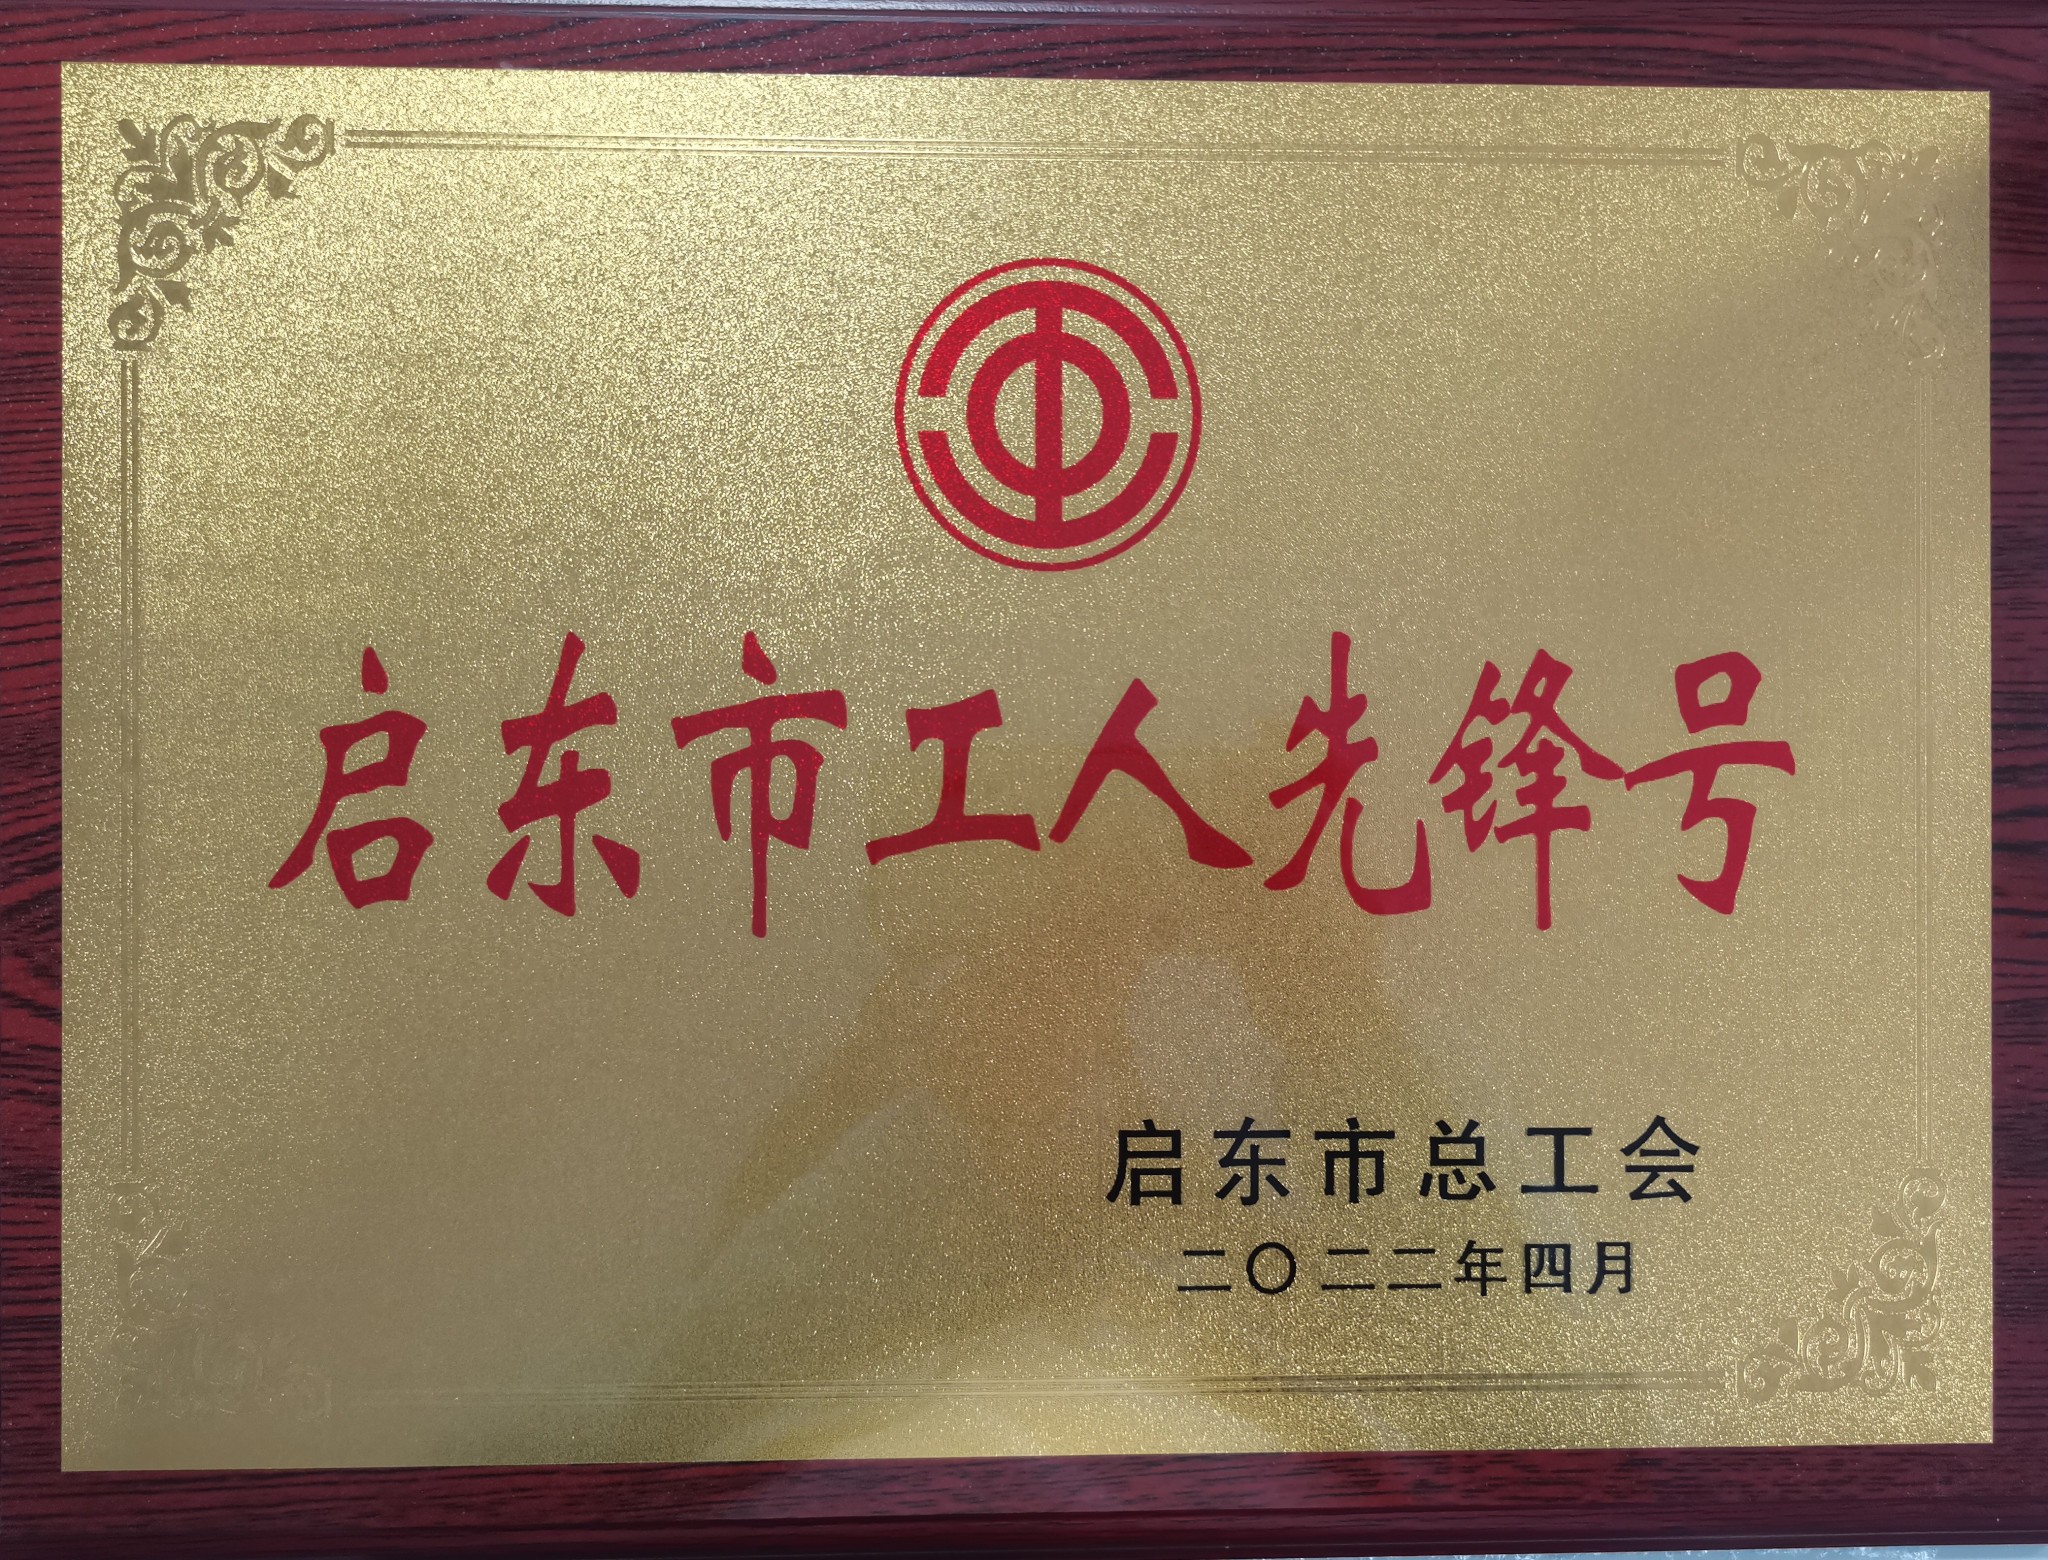 启东市工人先锋号
启东市总工会
二〇二二年四月